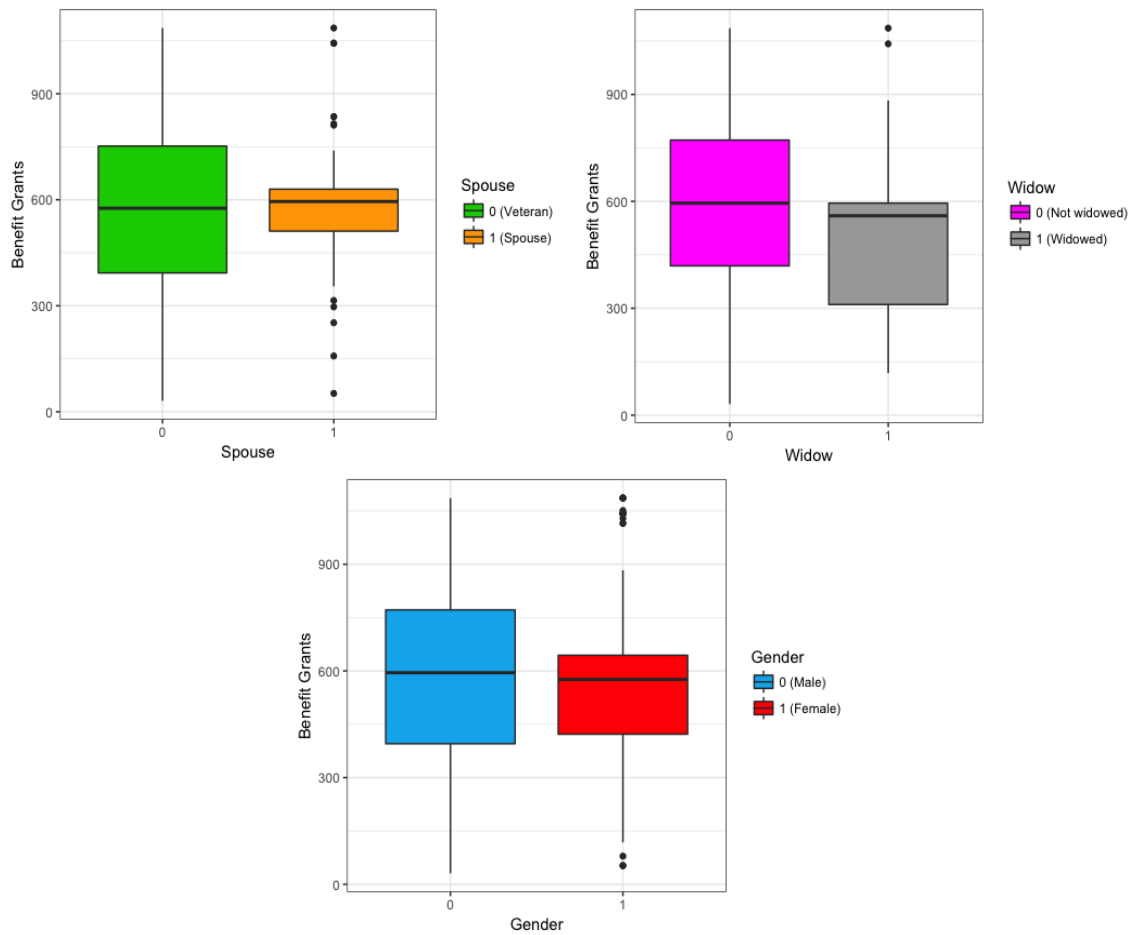 Benefit Grants
900
600
300
0
0
1
Spouse
Spouse
0 (Veteran)
1 (Spouse)
Benefit Grants
900
600
300
0
0
1
Widow
Widow
0 (Not widowed)
1 (Widowed)
Benefit Grants
900
600
300
0
0
1
Gender
Gender
0 (Male)
1 (Female)